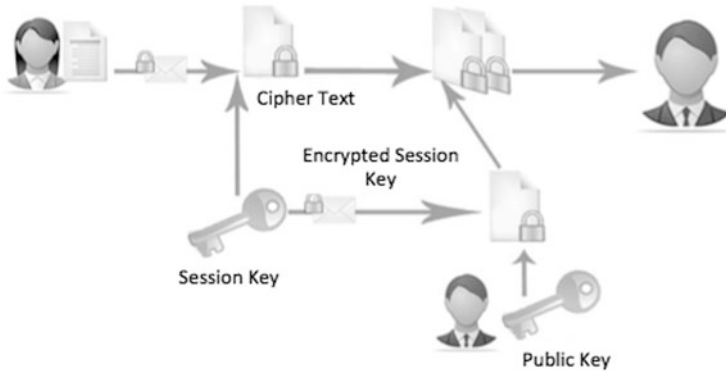 Cipher Text
Encrypted Session
Key
Session Key
Public Key